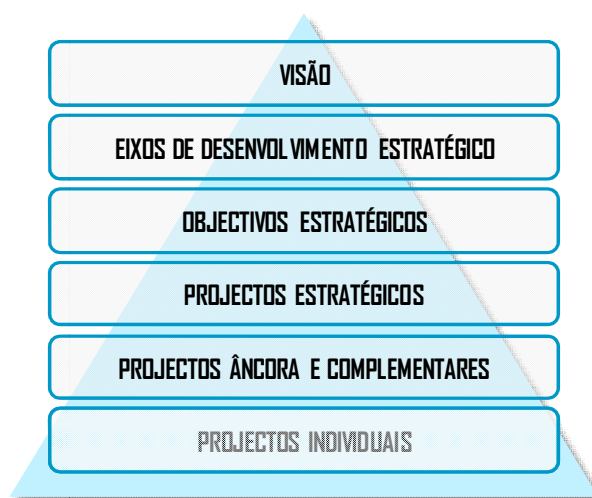 VISÃO
EIXOS DE DESENVOLVIMENTO ESTRATÉGICO
OBJECTIVOS ESTRATÉGICOS
PROJECTOS ESTRATÉGICOS
PROJECTOS ÂNCORA E COMPLEMENTARES
PROJECTOS INDIVIDUAIS